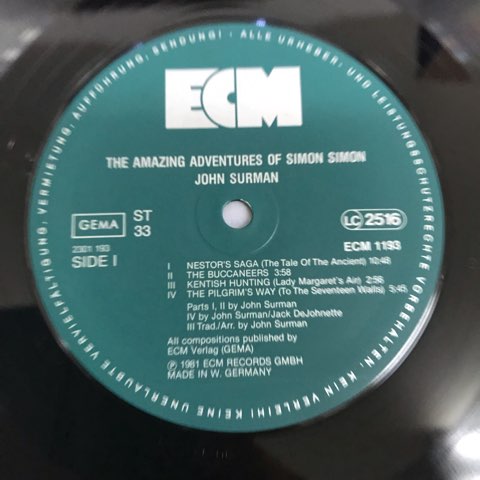 ECM
THE AMAZING ADVENTURES OF SIMON SIMON
JOHN SURMAN
GEMA
ST
33
2301 193
SIDE I
LC 2516
ECM 1193
I NESTOR'S SAGA (The Tale Of The Ancient) 10:48
II THE BUCCANEERS 3:58
III KENTISH HUNTING (Lady Margaret's Air) 2:56
IV THE PILGRIM'S WAY (To The Seventeen Walls) 5:45
Parts I, II by John Surman
IV by John Surman/Jack DeJohnette
III Trad./Arr. by John Surman
All compositions published by
ECM Verlag (GEMA)
Ⓟ 1981 ECM RECORDS GMBH
MADE IN W. GERMANY
ALLE URHEBER- UND LEISTUNGSSCHUTZRECHTE VORBEHALTEN. KEIN VERLEIH! KEINE UNERLAUBTE VERVIELFÄLTIGUNG, VERMIETUNG, AUFFÜHRUNG, SENDUNG!